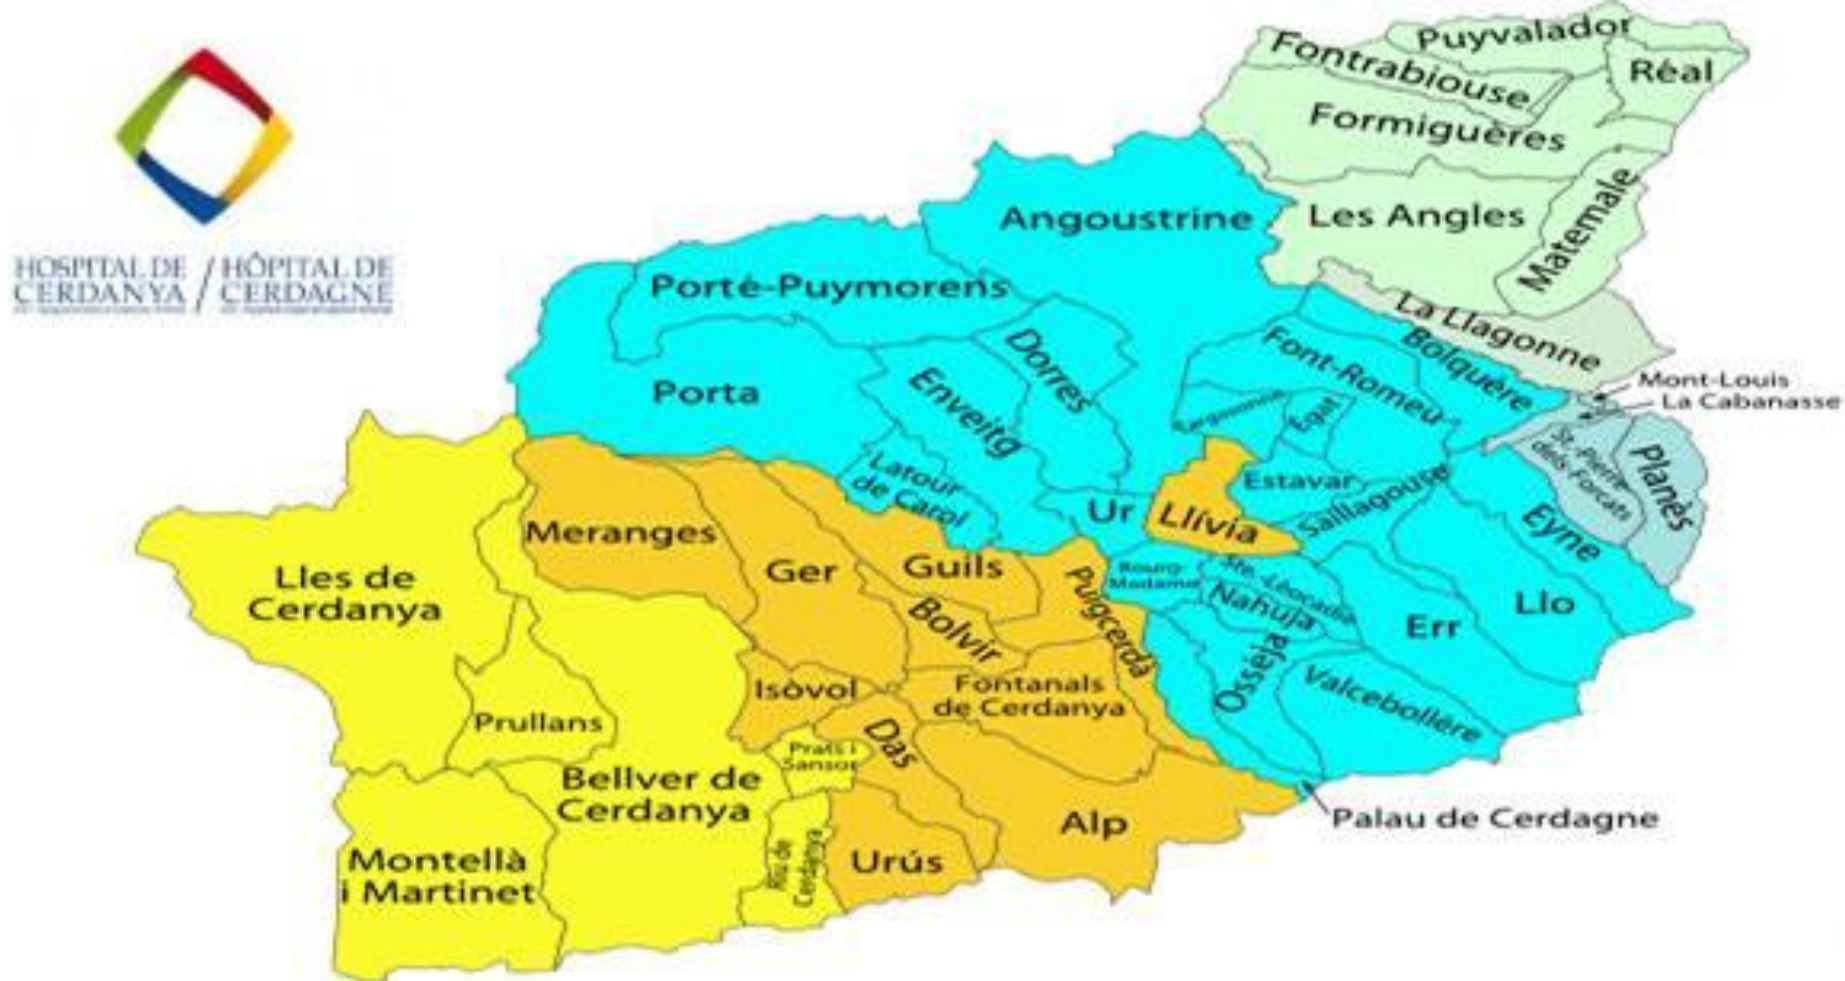 HOSPITAL DE / HÔPITAL DE
CERDANYA / CERDAGNE
Puyvalador
Fontrabiouse
Réal
Formiguères
Les Angles
Matemale
La Llagonne
Angoustrine
Porté-Puymorens
Porta
Dorres
Enveitg
Latour
de Carol
Font-Romeu
Bolquère
Mont-Louis
La Cabanasse
Egat
Estavar
Saillagouse
St.-Pierre
dels-Forcats
Planès
Eyne
Ur
Llívia
Bourg-
Madame
Ste.-Léocadie
Nahuja
Err
Llo
Osséja
Valcebollère
Palau de Cerdagne
Meranges
Ger
Guils
Bolvir
Puigcerdà
Isòvol
Fontanals
de Cerdanya
Das
Alp
Urús
Lles de
Cerdanya
Prullans
Prats i
Sansor
Bellver de
Cerdanya
Riu de
Cerdanya
Montellà
i Martinet